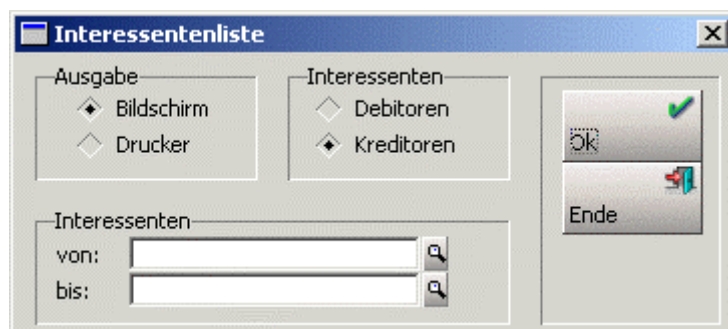 Interessentenliste
Ausgabe
Bildschirm
Drucker
Interessenten
Debitoren
Kreditoren
Ok
Ende
Interessenten
von:
bis: